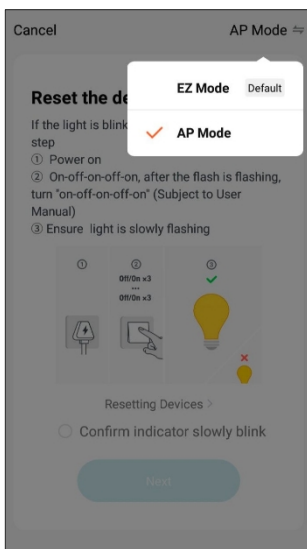 Cancel
AP Mode
EZ Mode Default
AP Mode
Reset the de
If the light is blink
step
① Power on
② On-off-on-off-on, after the flash is flashing,
turn "on-off-on-off-on" (Subject to User
Manual)
③ Ensure light is slowly flashing
① ② ③
Off/On ×3
...
Off/On ×3
Resetting Devices >
Confirm indicator slowly blink
Next